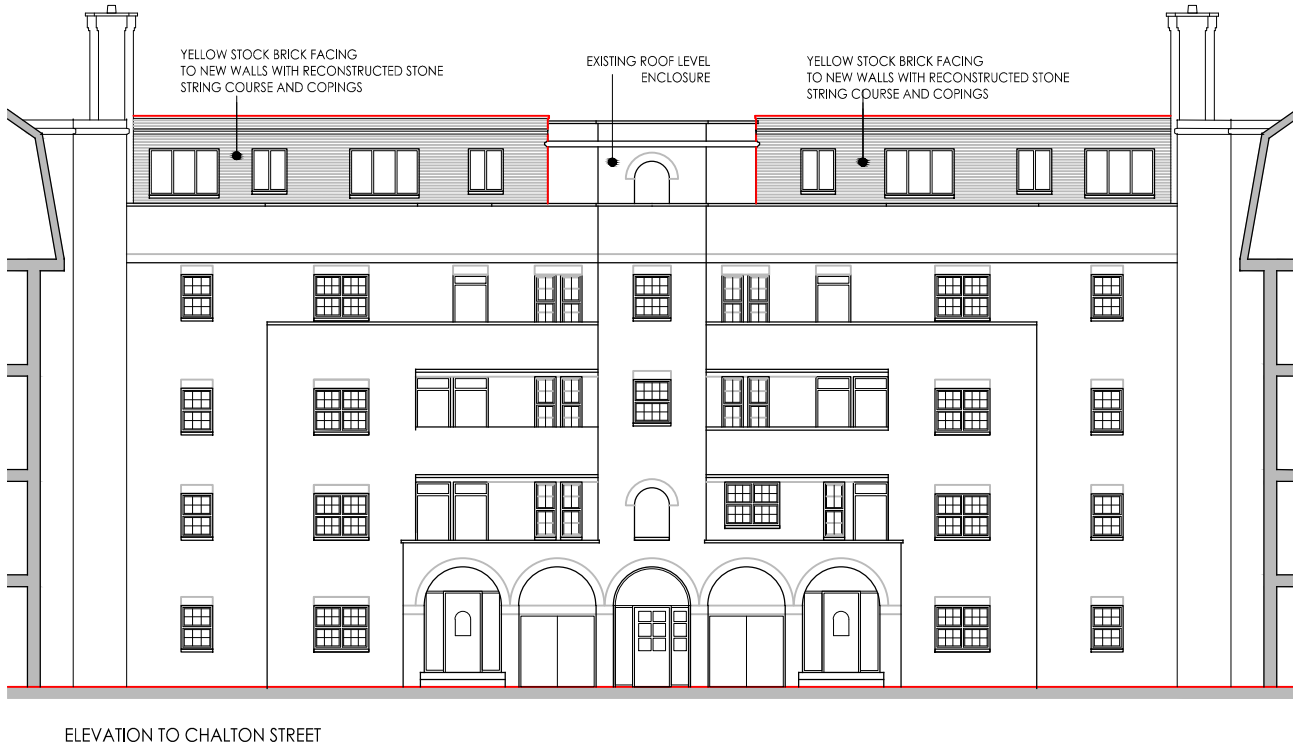 YELLOW STOCK BRICK FACING
TO NEW WALLS WITH RECONSTRUCTED STONE
STRING COURSE AND COPINGS
EXISTING ROOF LEVEL
ENCLOSURE
YELLOW STOCK BRICK FACING
TO NEW WALLS WITH RECONSTRUCTED STONE
STRING COURSE AND COPINGS
ELEVATION TO CHALTON STREET